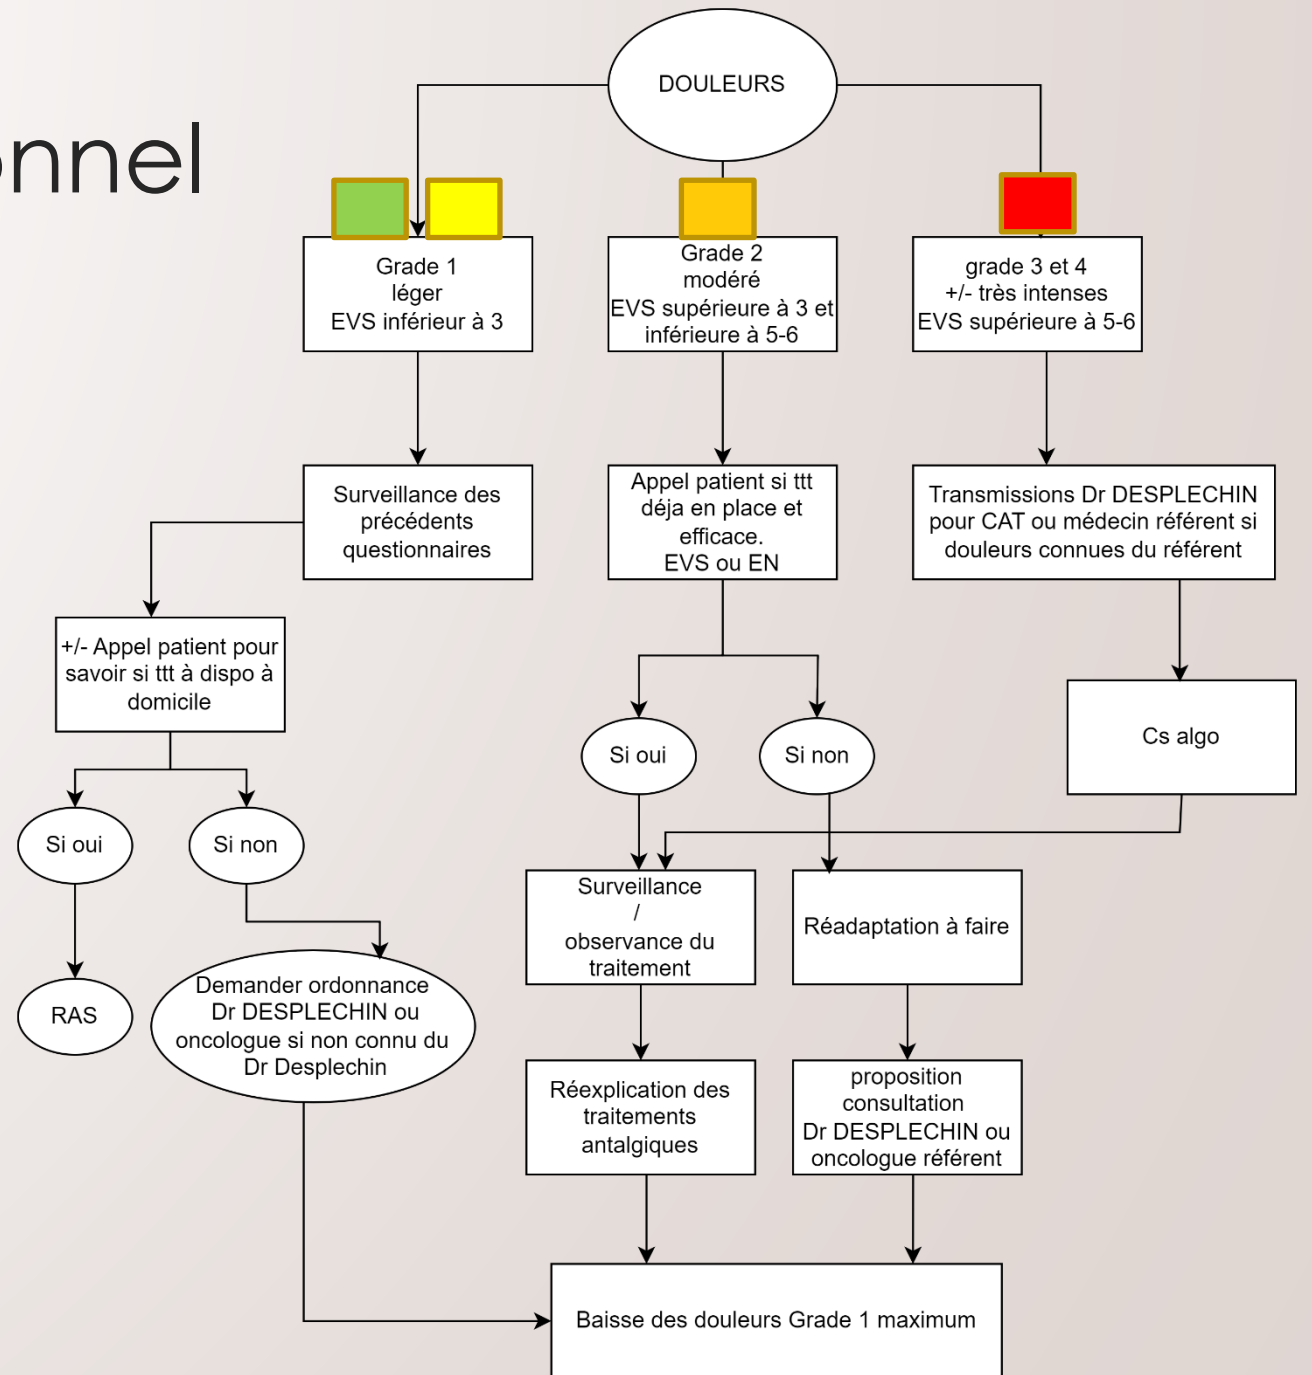 onnel
DOULEURS
Grade 1
léger
EVS inférieur à 3
Grade 2
modéré
EVS supérieure à 3 et
inférieure à 5-6
grade 3 et 4
+/- très intenses
EVS supérieure à 5-6
Surveillance des
précédents
questionnaires
Appel patient si ttt
déja en place et
efficace.
EVS ou EN
Transmissions Dr DESPLECHIN
pour CAT ou médecin référent si
douleurs connues du référent
+/- Appel patient pour
savoir si ttt à dispo à
domicile
Si oui
Si non
Cs algo
Si oui
Si non
Surveillance
/
observance du
traitement
Réadaptation à faire
RAS
Demander ordonnance
Dr DESPLECHIN ou
oncologue si non connu du
Dr Desplechin
Réexplication des
traitements
antalgiques
proposition
consultation
Dr DESPLECHIN ou
oncologue référent
Baisse des douleurs Grade 1 maximum